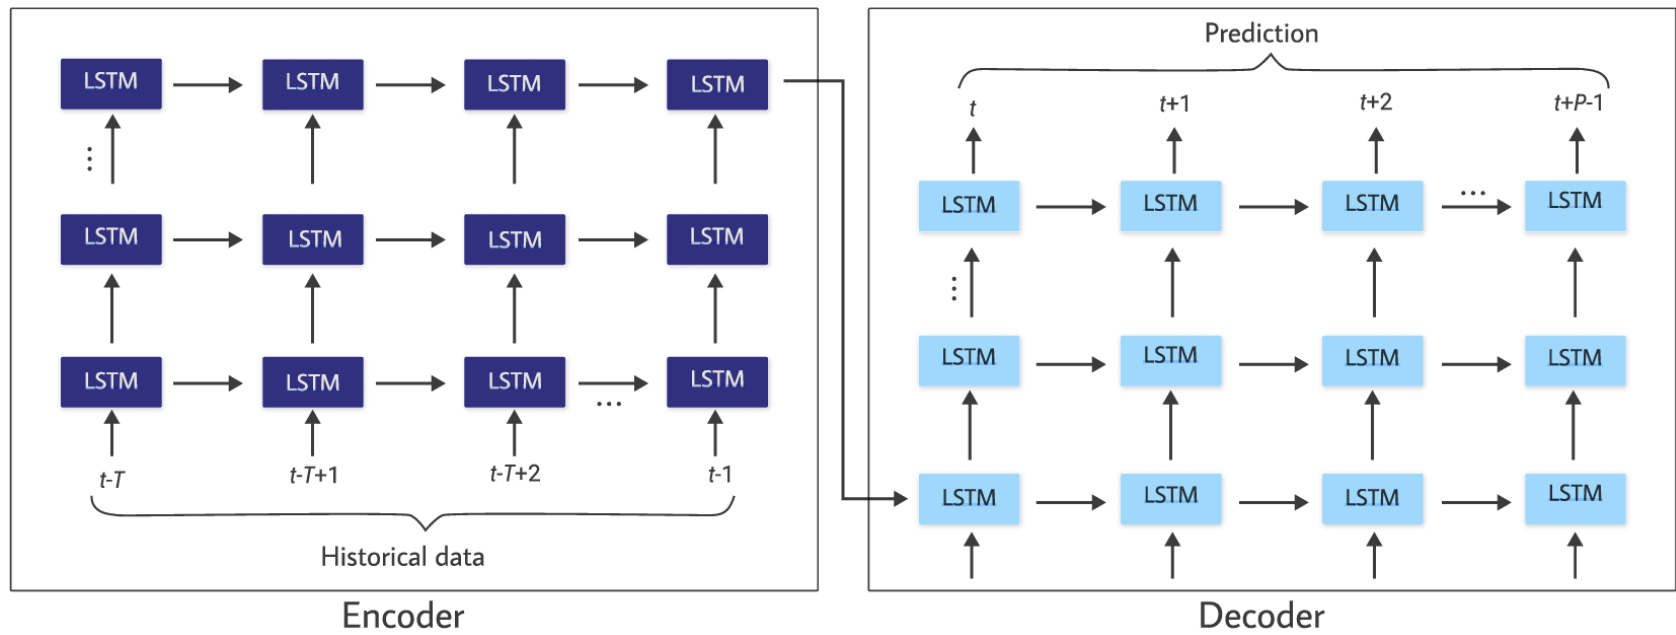 LSTM LSTM LSTM LSTM
...
LSTM LSTM LSTM LSTM
LSTM LSTM LSTM LSTM
...
t-T t-T+1 t-T+2 t-1
Historical data
Encoder
Prediction
t t+1 t+2 t+P-1
...
LSTM LSTM LSTM LSTM
...
LSTM LSTM LSTM LSTM
LSTM LSTM LSTM LSTM
Decoder